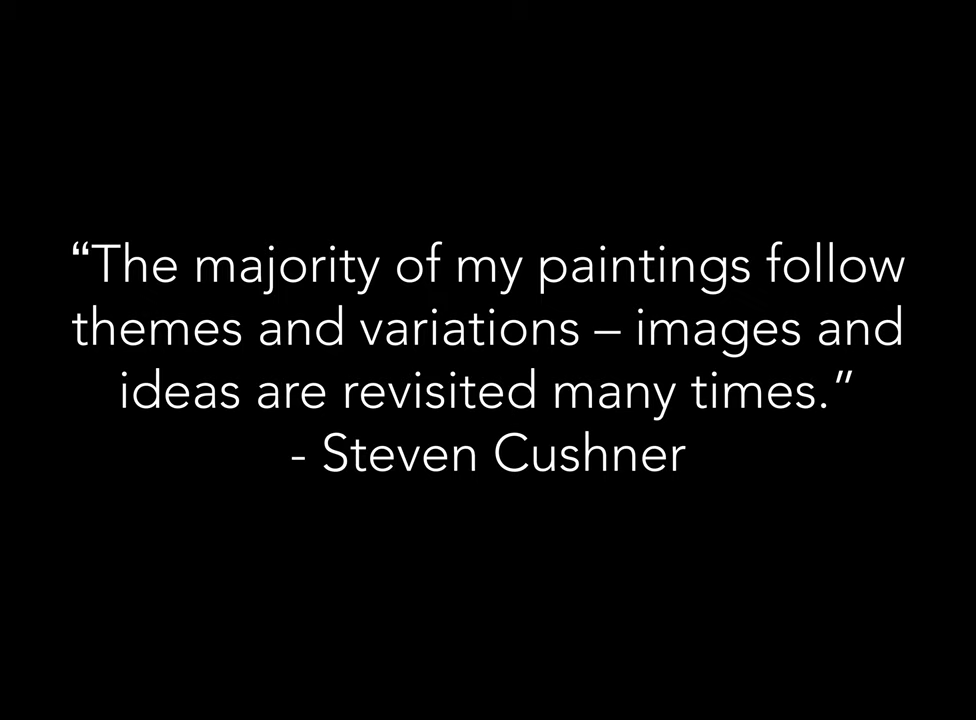 “The majority of my paintings follow
themes and variations – images and
ideas are revisited many times.”
- Steven Cushner